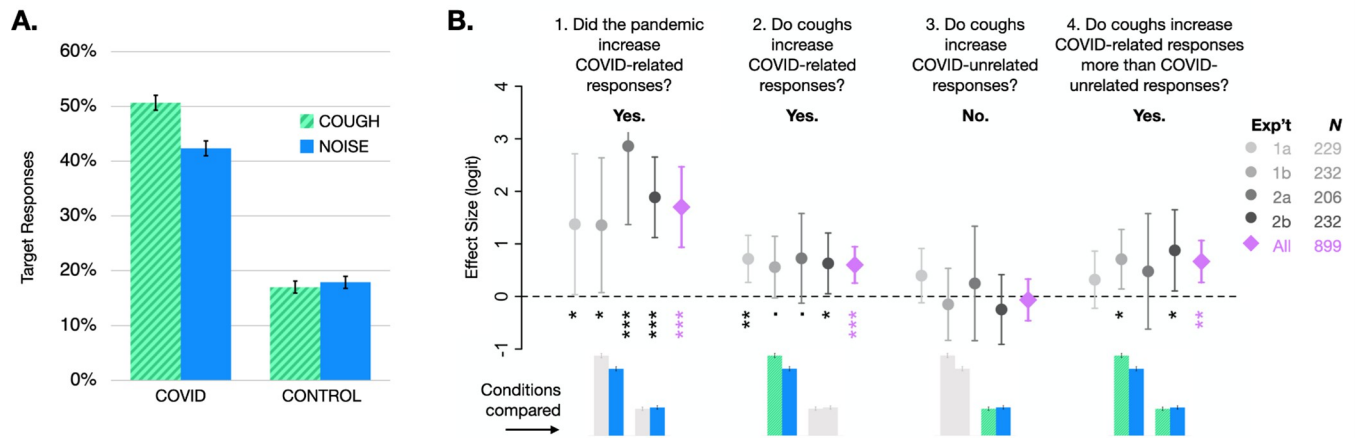 A.
60%
50%
40%
30%
20%
10%
0%
Target Responses
COUGH
NOISE
COVID
CONTROL
B.
1. Did the pandemic
increase
COVID-related
responses?
Yes.
2. Do coughs
increase
COVID-related
responses?
Yes.
3. Do coughs
increase
COVID-unrelated
responses?
No.
4. Do coughs increase
COVID-related responses
more than COVID-
unrelated responses?
Yes.
4
3
2
1
0
-1
Effect Size (logit)
* * *** *** ***
** . . * ***
* * **
Exp't N
1a 229
1b 232
2a 206
2b 232
All 899
Conditions
compared